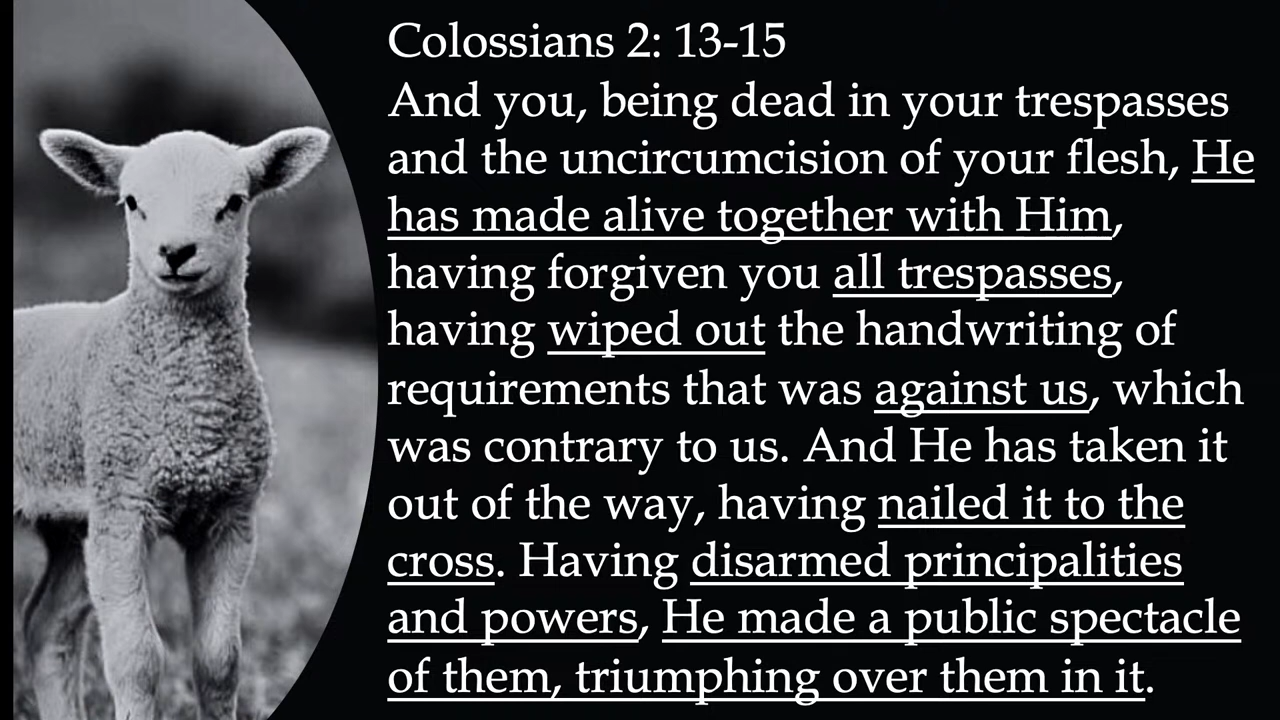 Colossians 2: 13-15
And you, being dead in your trespasses
and the uncircumcision of your flesh, He
has made alive together with Him,
having forgiven you all trespasses,
having wiped out the handwriting of
requirements that was against us, which
was contrary to us. And He has taken it
out of the way, having nailed it to the
cross. Having disarmed principalities
and powers, He made a public spectacle
of them, triumphing over them in it.